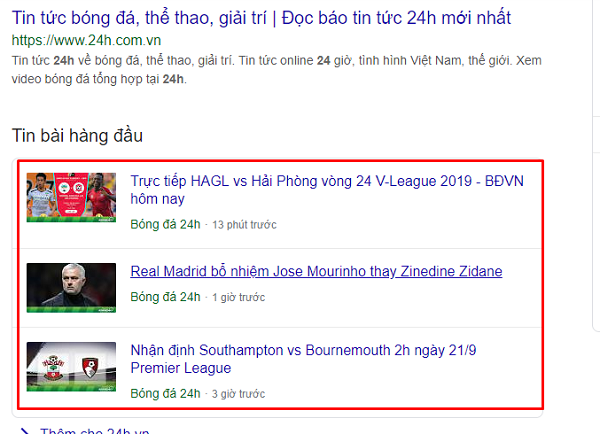 Tin tức bóng đá, thể thao, giải trí | Đọc báo tin tức 24h mới nhất
https://www.24h.com.vn
Tin tức 24h về bóng đá, thể thao, giải trí. Tin tức online 24 giờ, tình hình Việt Nam, thế giới. Xem
video bóng đá tổng hợp tại 24h.
Tin bài hàng đầu
Trực tiếp HAGL vs Hải Phòng vòng 24 V-League 2019 - BĐVN
hôm nay
Bóng đá 24h · 13 phút trước
Real Madrid bổ nhiệm Jose Mourinho thay Zinedine Zidane
Bóng đá 24h · 1 giờ trước
Nhận định Southampton vs Bournemouth 2h ngày 21/9
Premier League
Bóng đá 24h · 3 giờ trước
Thêm cho 24h vn